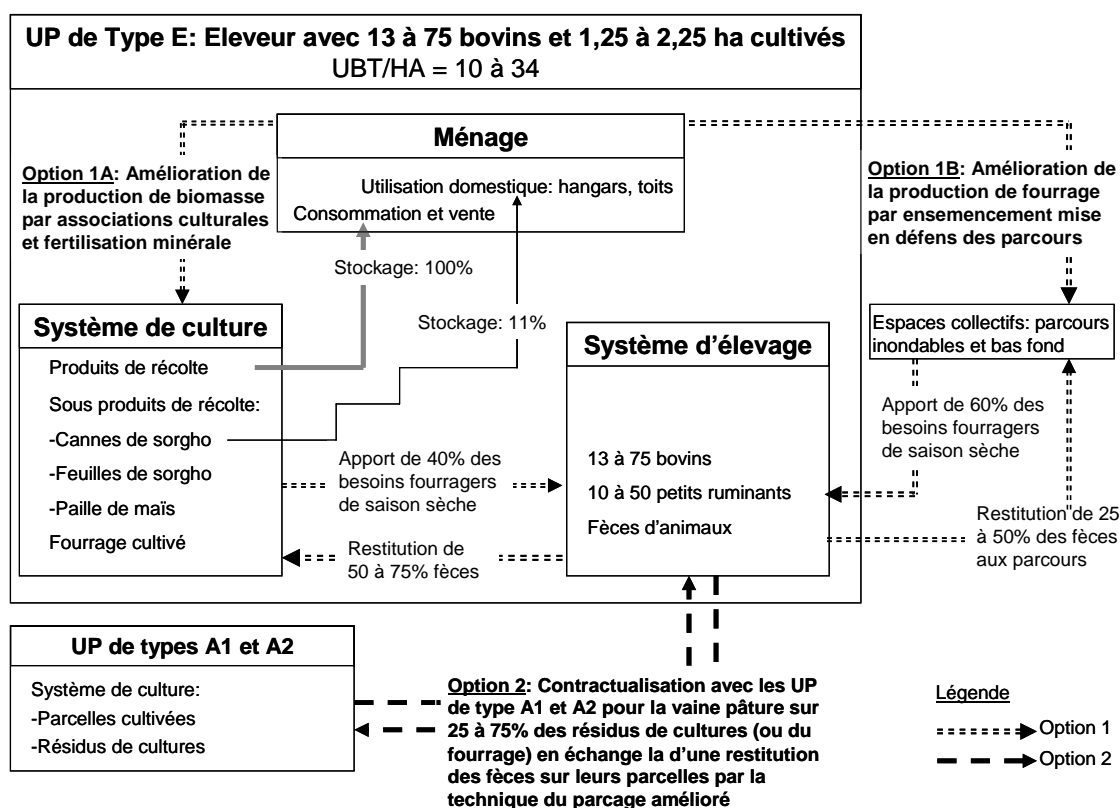 UP de Type E: Eleveur avec 13 à 75 bovins et 1,25 à 2,25 ha cultivés
UBT/HA = 10 à 34
Ménage
Utilisation domestique: hangars, toits
Consommation et vente
Option 1A: Amélioration de
la production de biomasse
par associations culturales
et fertilisation minérale
Option 1B: Amélioration de
la production de fourrage
par ensemencement mise
en défens des parcours
Stockage: 100%
Stockage: 11%
Système de culture
Produits de récolte
Sous produits de récolte:
-Cannes de sorgho
-Feuilles de sorgho
-Paille de maïs
Fourrage cultivé
Apport de 40% des
besoins fourragers
de saison sèche
Restitution de
50 à 75% fèces
Système d'élevage
13 à 75 bovins
10 à 50 petits ruminants
Fèces d'animaux
Espaces collectifs: parcours
inondables et bas fond
Apport de 60% des
besoins fourragers
de saison sèche
Restitution de 25
à 50% des fèces
aux parcours
UP de types A1 et A2
Système de culture:
-Parcelles cultivées
-Résidus de cultures
Option 2: Contractualisation avec les UP
de type A1 et A2 pour la vaine pâture sur
25 à 75% des résidus de cultures (ou du
fourrage) en échange la d'une restitution
des fèces sur leurs parcelles par la
technique du parcage amélioré
Légende
Option 1
Option 2